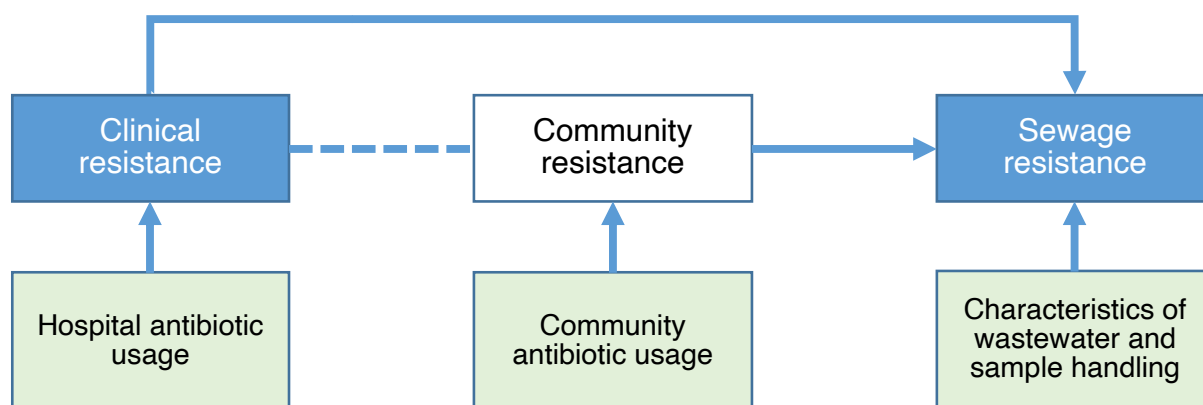 Clinical
resistance
Community
resistance
Sewage
resistance
Hospital antibiotic
usage
Community
antibiotic usage
Characteristics of
wastewater and
sample handling